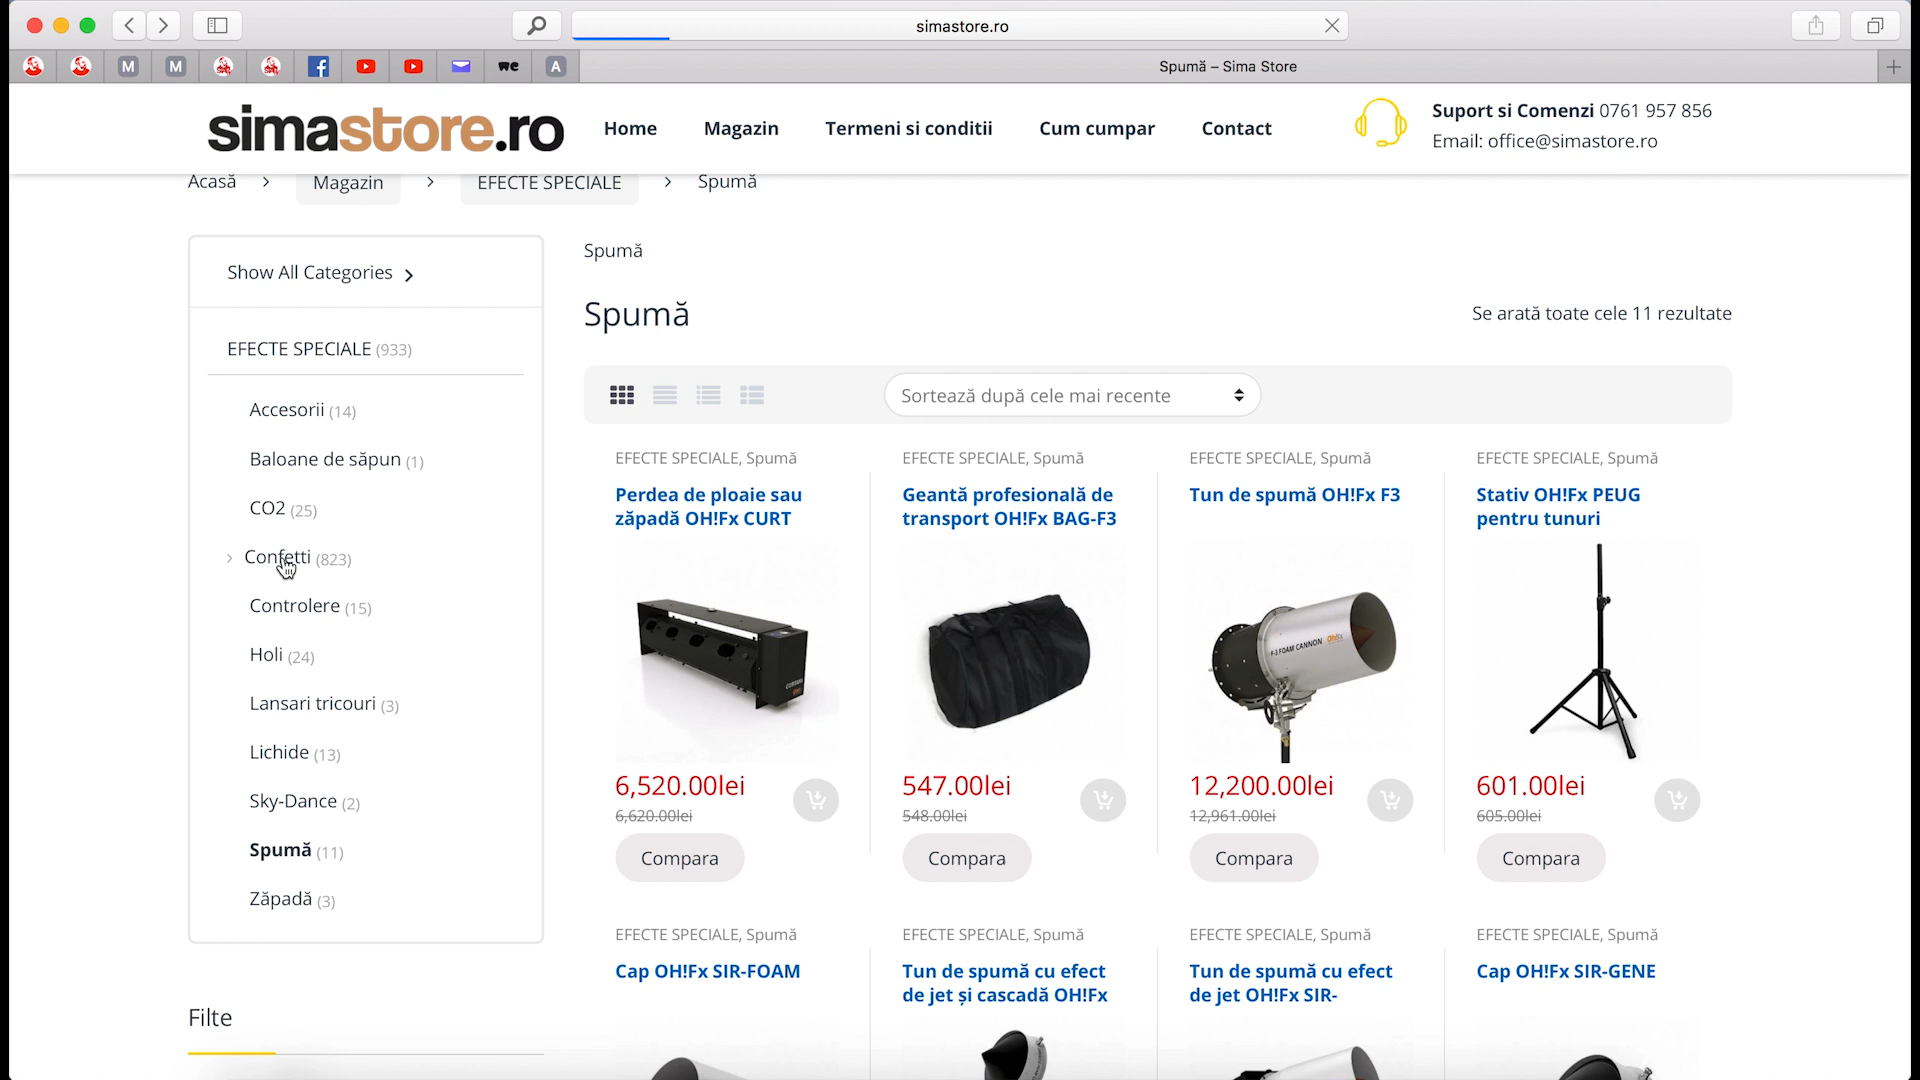 simastore.ro
M
M
we
A
Spumă – Sima Store
simastore.ro
Home
Magazin
Termeni si conditii
Cum cumpar
Contact
Suport si Comenzi 0761 957 856
Email: office@simastore.ro
Acasă > Magazin > EFECTE SPECIALE > Spumă
Show All Categories
EFECTE SPECIALE (933)
Accesorii (14)
Baloane de săpun (1)
CO2 (25)
Confetti (823)
Controlere (15)
Holi (24)
Lansari tricouri (3)
Lichide (13)
Sky-Dance (2)
Spumă (11)
Zăpadă (3)
Filte
Spumă
Spumă
Se arată toate cele 11 rezultate
Sortează după cele mai recente
EFECTE SPECIALE, Spumă
Perdea de ploaie sau
zăpadă OH!Fx CURT
CURTAIN
6,520.00lei
6,620.00lei
Compara
EFECTE SPECIALE, Spumă
Geantă profesională de
transport OH!Fx BAG-F3
547.00lei
548.00lei
Compara
EFECTE SPECIALE, Spumă
Tun de spumă OH!Fx F3
F-3 FOAM CANNON Oh!Fx
12,200.00lei
12,961.00lei
Compara
EFECTE SPECIALE, Spumă
Stativ OH!Fx PEUG
pentru tunuri
601.00lei
605.00lei
Compara
EFECTE SPECIALE, Spumă
Cap OH!Fx SIR-FOAM
EFECTE SPECIALE, Spumă
Tun de spumă cu efect
de jet și cascadă OH!Fx
EFECTE SPECIALE, Spumă
Tun de spumă cu efect
de jet OH!Fx SIR-
EFECTE SPECIALE, Spumă
Cap OH!Fx SIR-GENE